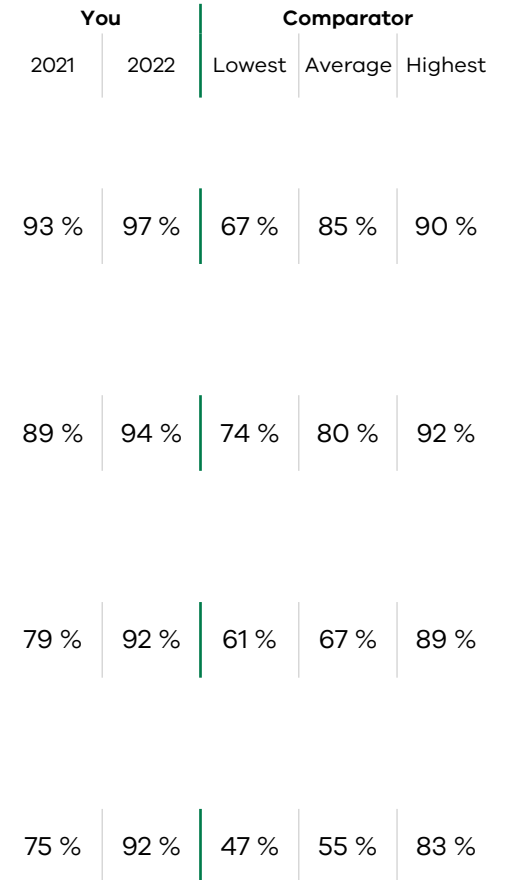 You Comparator
2021 2022 Lowest Average Highest
93 % 97 % 67 % 85 % 90 %
89 % 94 % 74 % 80 % 92 %
79 % 92 % 61 % 67 % 89 %
75 % 92 % 47 % 55 % 83 %